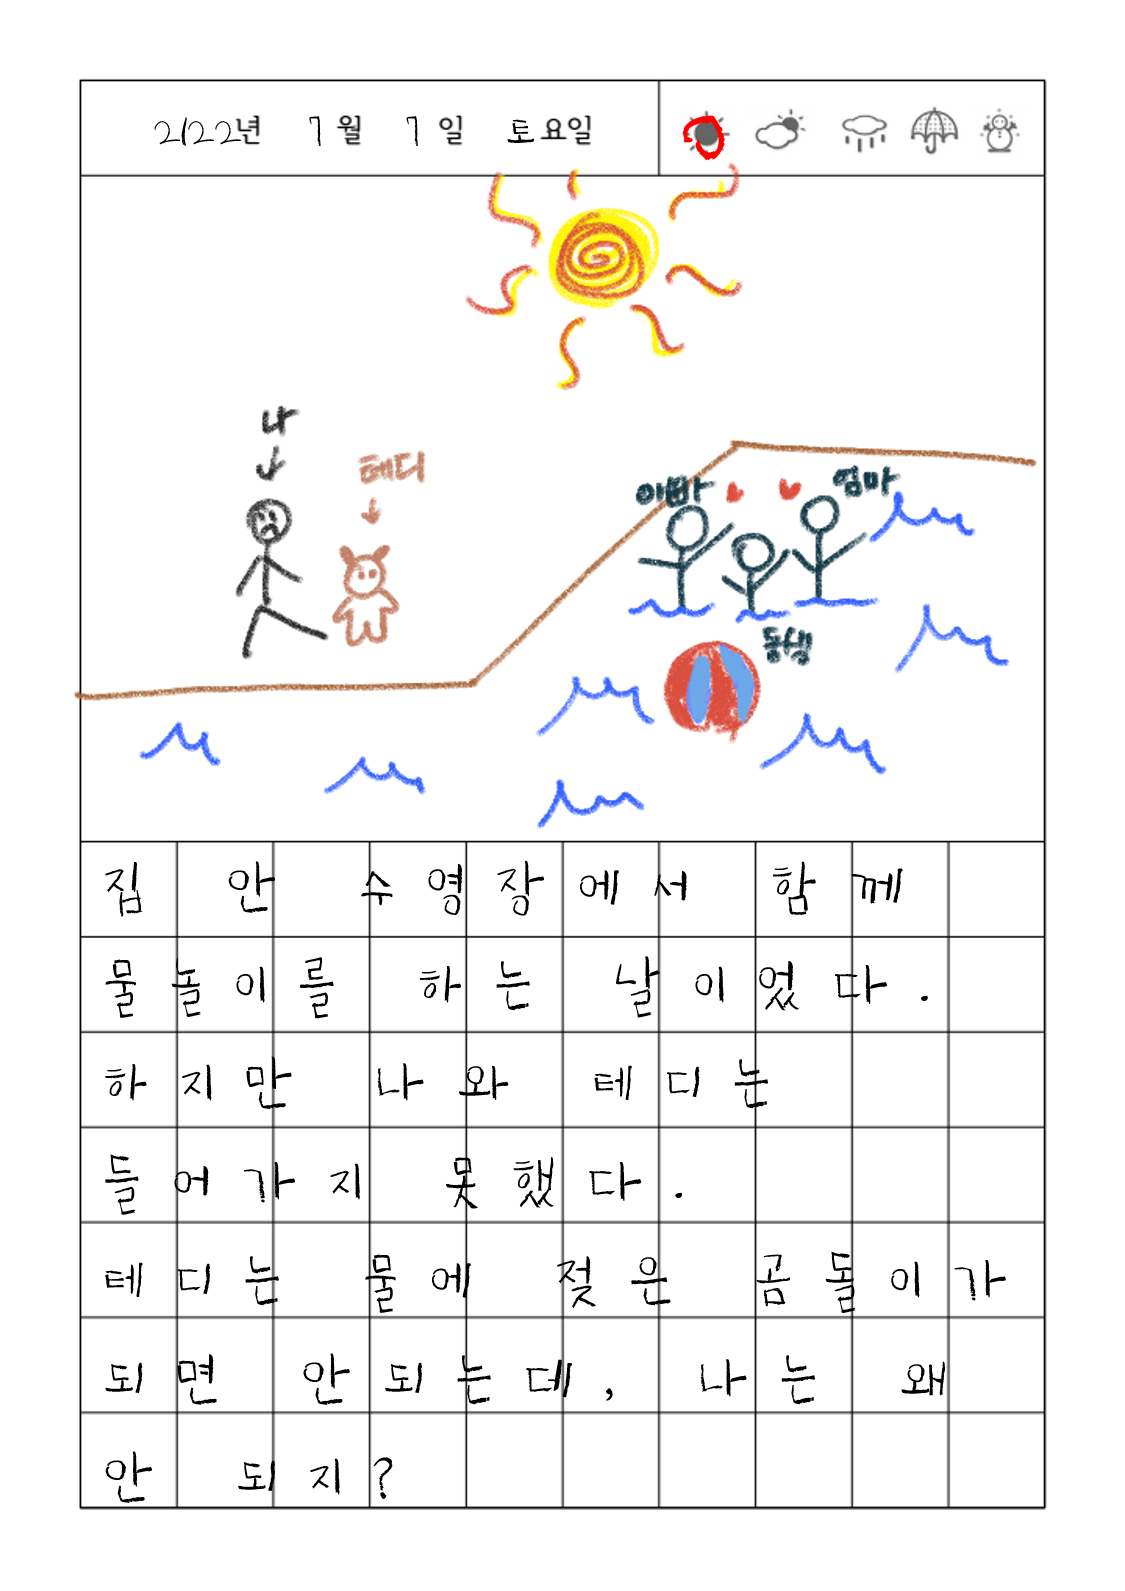 2122년 7월 7일 토요일
나
테디
아빠 엄마
동생
집 안 수영장에서 함께
물놀이를 하는 날이었다.
하지만 나와 테디는
들어가지 못했다.
테디는 물에 젖은 곰돌이가
되면 안 되는데, 나는 왜
안 되지?